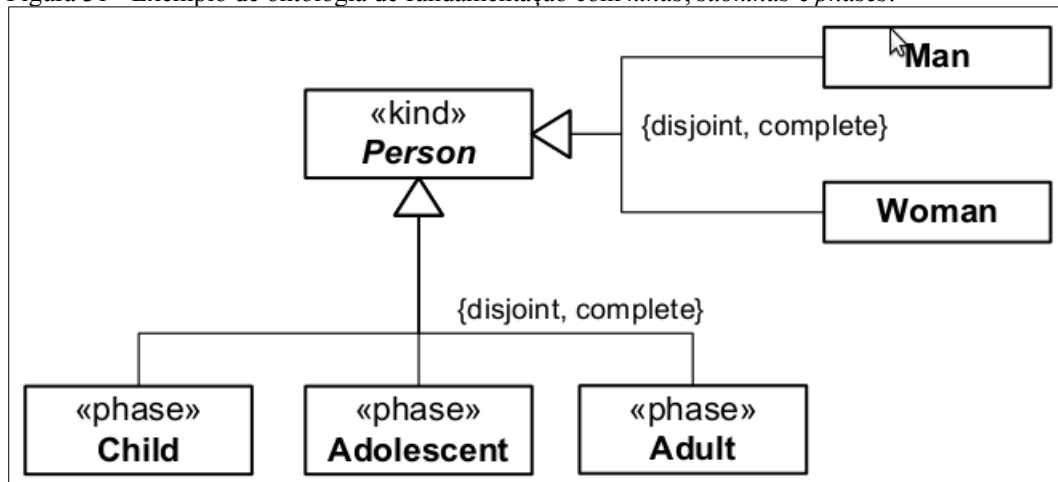 Figura 31 - Exemplo de ontologia de fundamentação com kinds, subkinds e phases.
Man
«kind»
Person
{disjoint, complete}
Woman
{disjoint, complete}
«phase»
Child
«phase»
Adolescent
«phase»
Adult